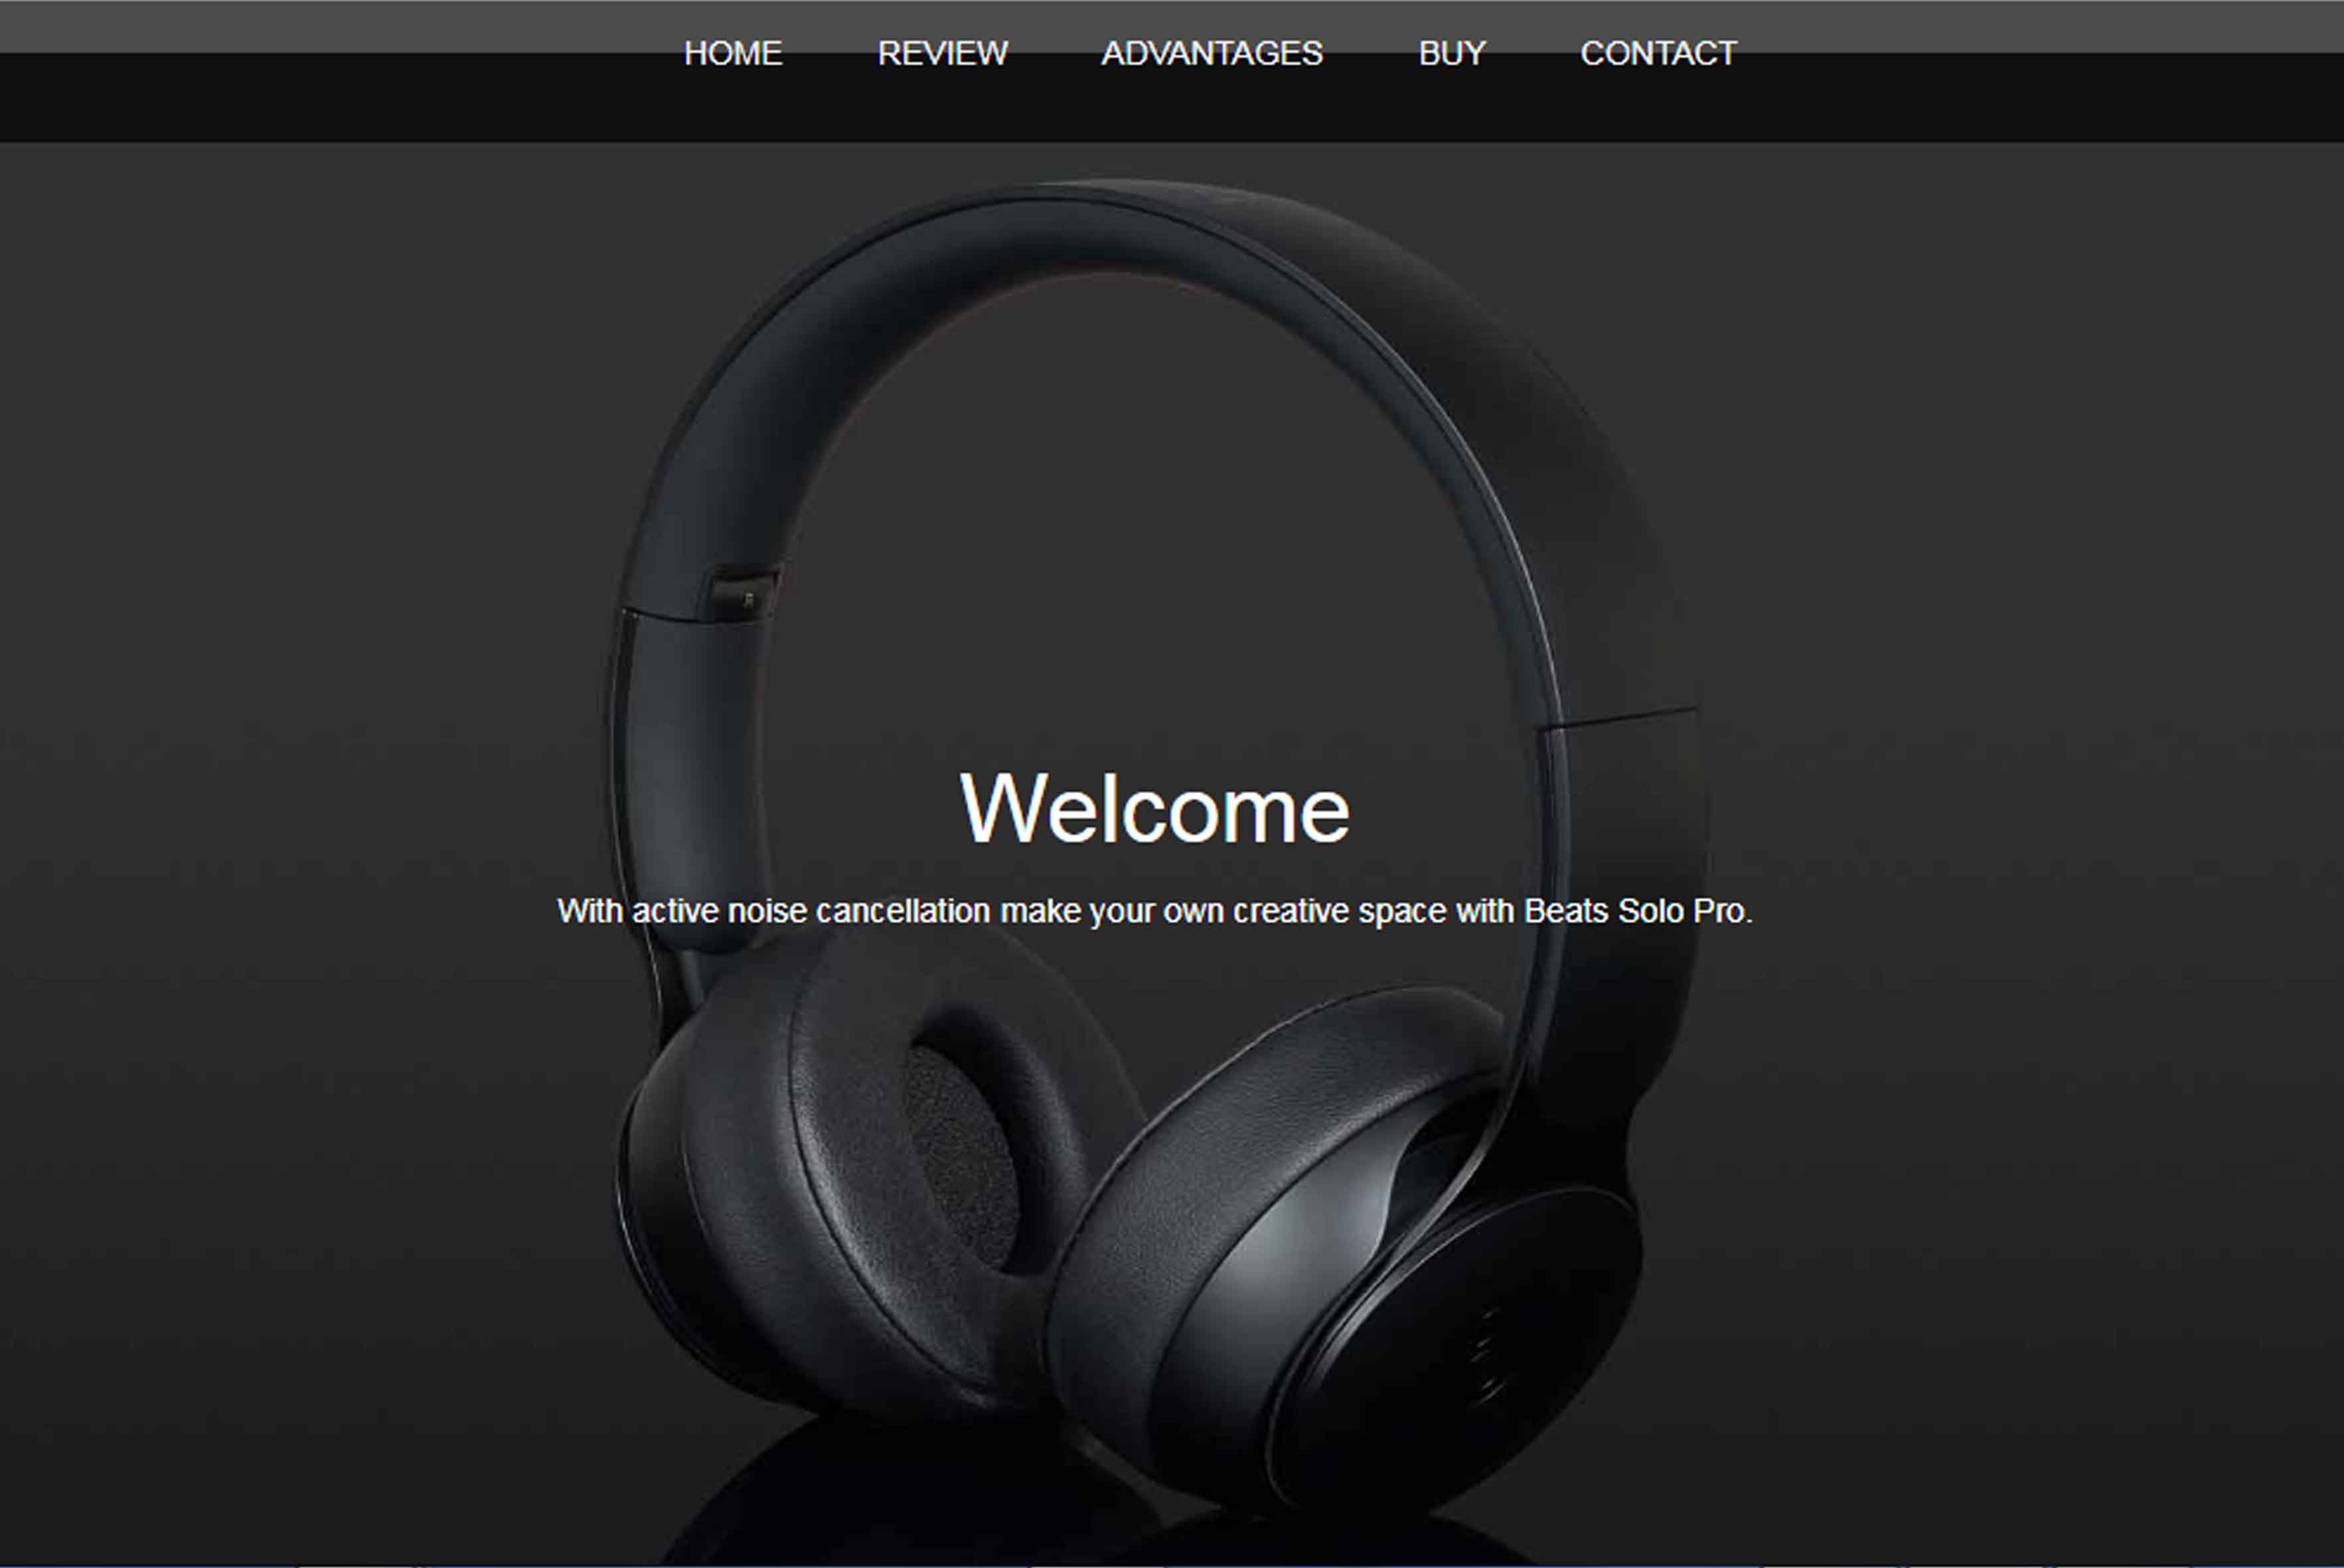 HOME REVIEW ADVANTAGES BUY CONTACT
Welcome
With active noise cancellation make your own creative space with Beats Solo Pro.